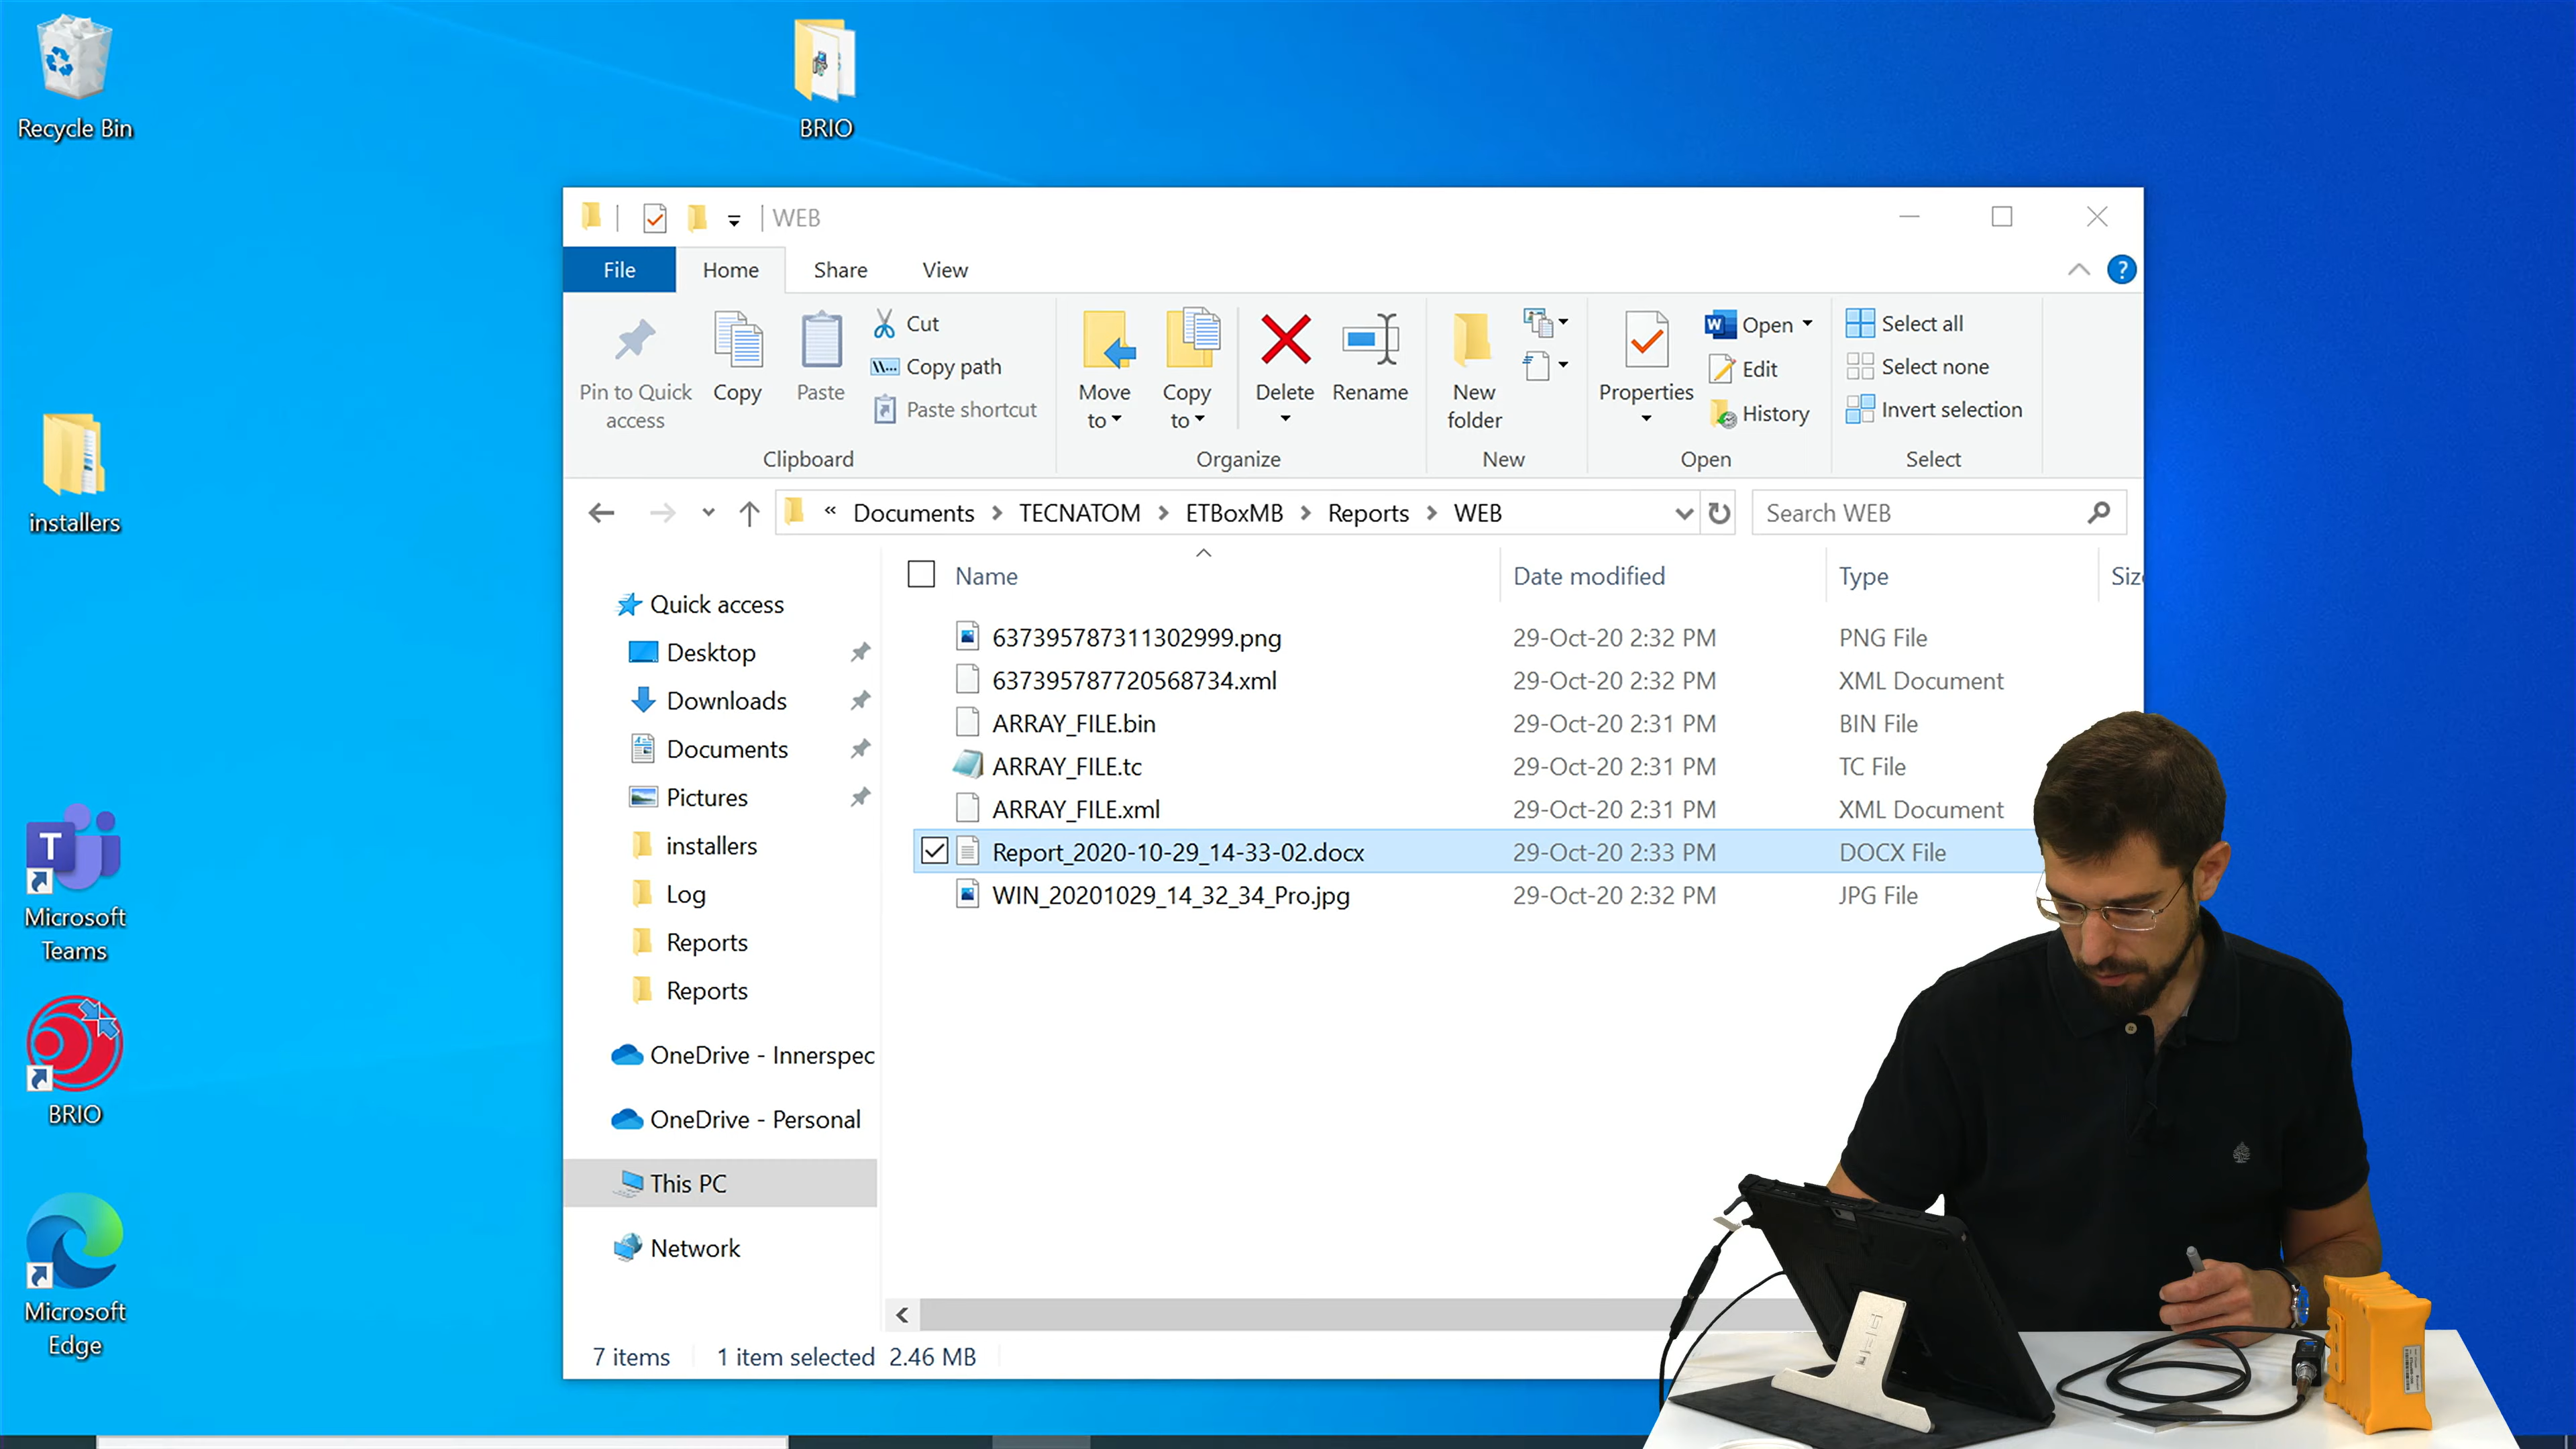 Recycle Bin
BRIO
installers
Microsoft
Teams
BRIO
Microsoft
Edge
WEB
File
Home
Share
View
Pin to Quick
access
Copy
Paste
Cut
Copy path
Paste shortcut
Clipboard
Move
to
Copy
to
Delete
Rename
Organize
New
folder
New
Properties
Open
Edit
History
Open
Select all
Select none
Invert selection
Select
« Documents > TECNATOM > ETBoxMB > Reports > WEB
Search WEB
Quick access
Desktop
Downloads
Documents
Pictures
installers
Log
Reports
Reports
OneDrive - Innerspec
OneDrive - Personal
This PC
Network
Name Date modified Type Siz
637395787311302999.png 29-Oct-20 2:32 PM PNG File
637395787720568734.xml 29-Oct-20 2:32 PM XML Document
ARRAY_FILE.bin 29-Oct-20 2:31 PM BIN File
ARRAY_FILE.tc 29-Oct-20 2:31 PM TC File
ARRAY_FILE.xml 29-Oct-20 2:31 PM XML Document
Report_2020-10-29_14-33-02.docx 29-Oct-20 2:33 PM DOCX File
WIN_20201029_14_32_34_Pro.jpg 29-Oct-20 2:32 PM JPG File
7 items 1 item selected 2.46 MB